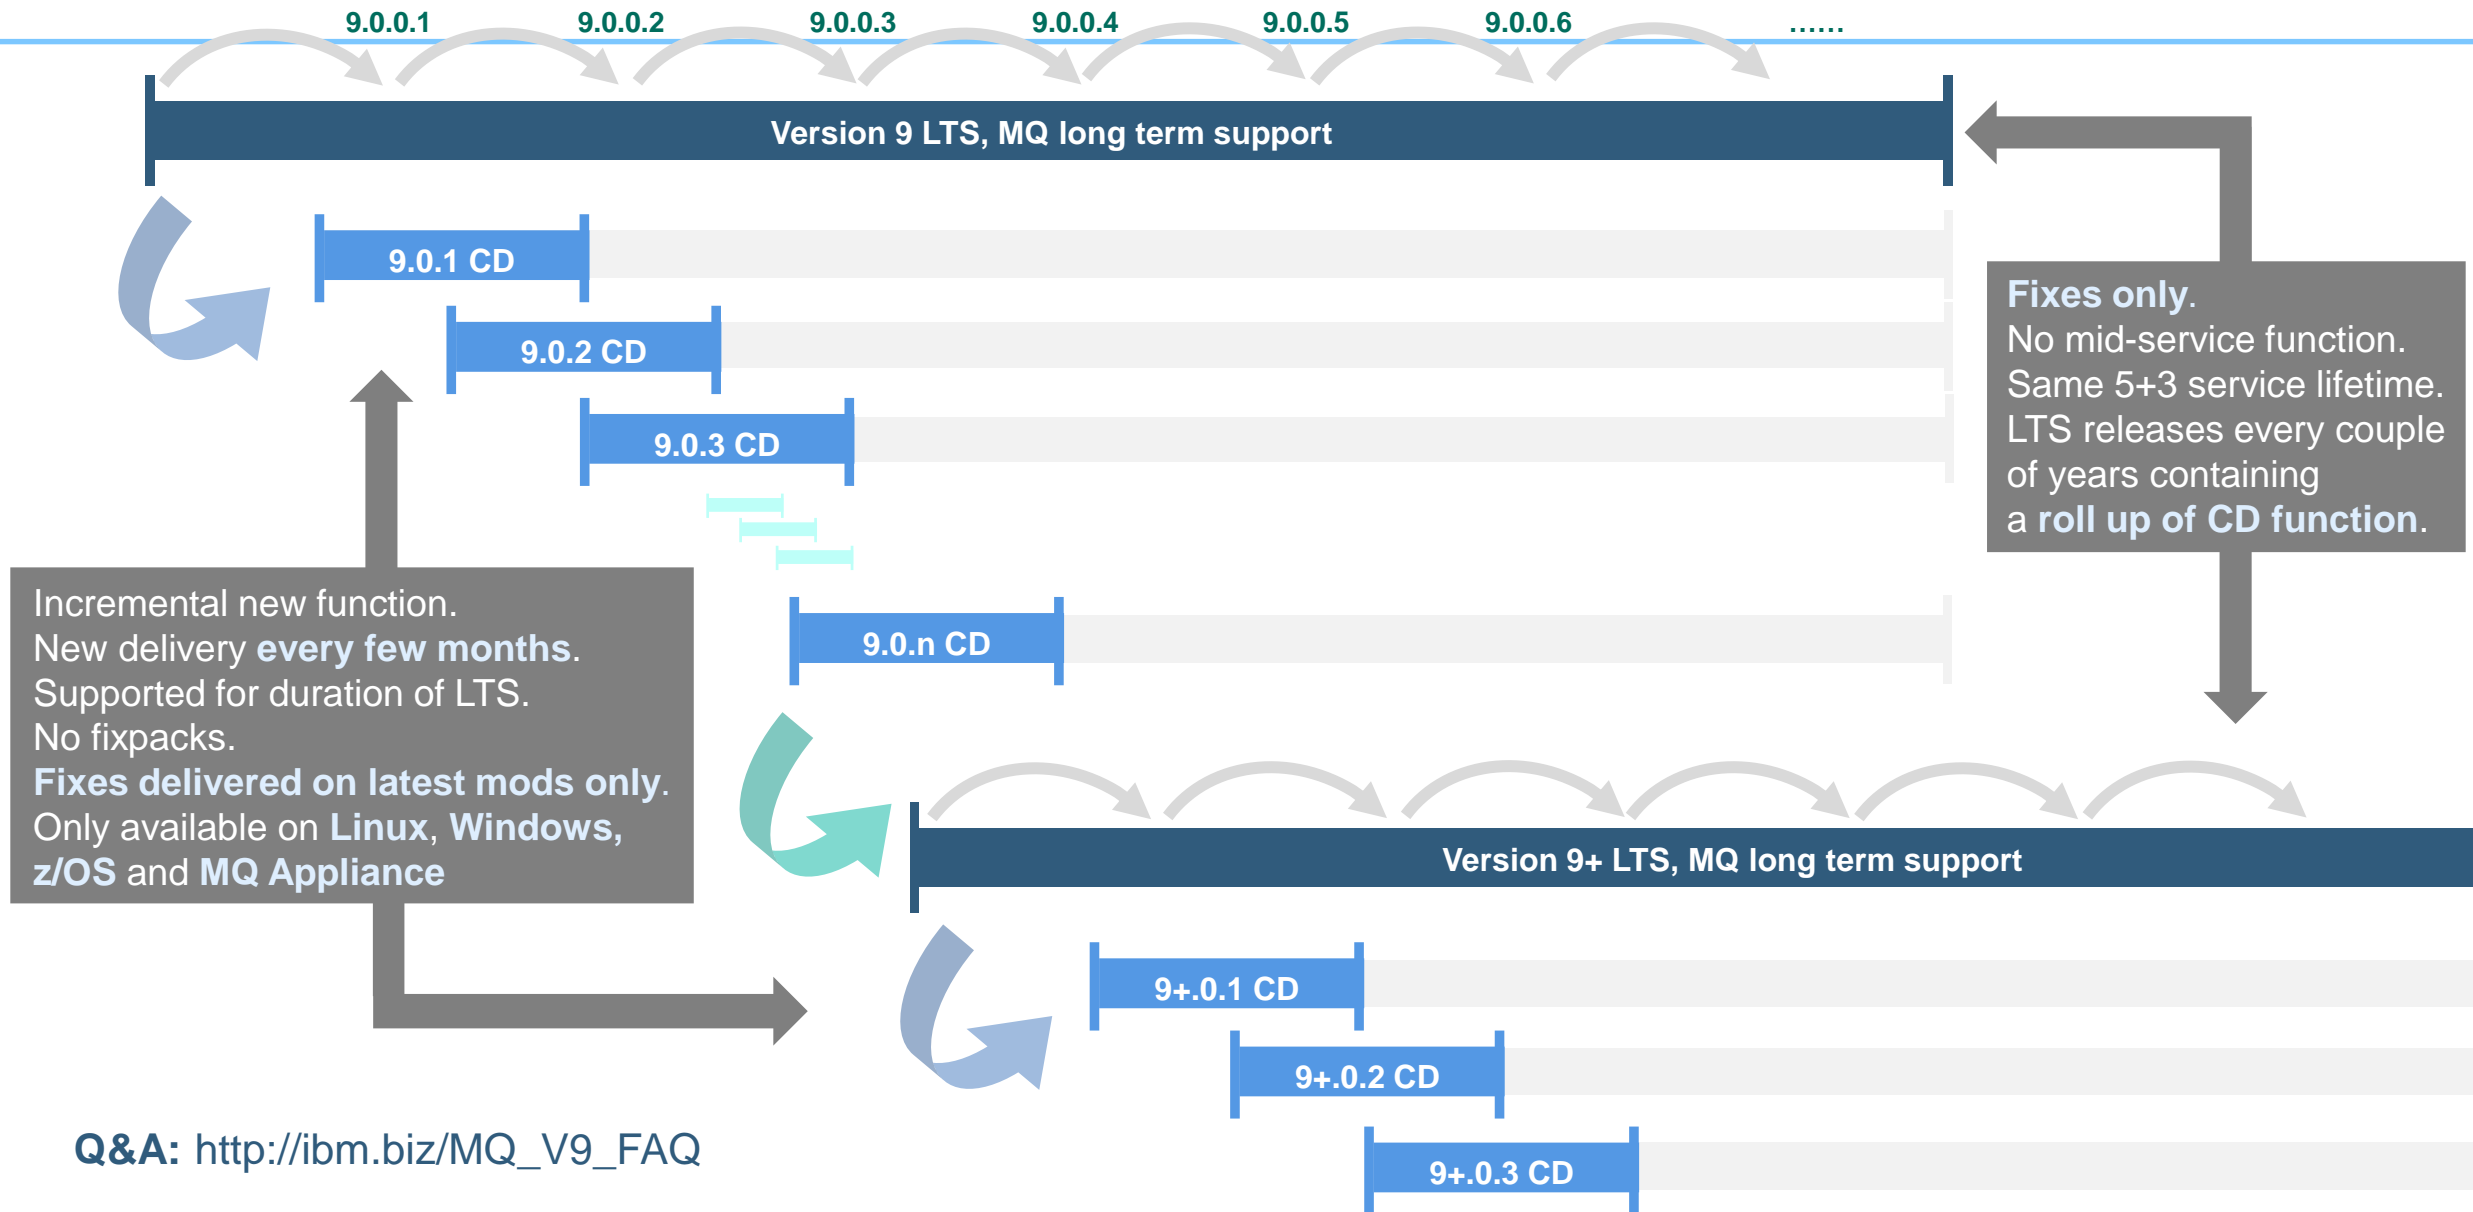 9.0.0.1 9.0.0.2 9.0.0.3 9.0.0.4 9.0.0.5 9.0.0.6 ......
Version 9 LTS, MQ long term support
9.0.1 CD
9.0.2 CD
9.0.3 CD
9.0.n CD
Fixes only.
No mid-service function.
Same 5+3 service lifetime.
LTS releases every couple
of years containing
a roll up of CD function.
Incremental new function.
New delivery every few months.
Supported for duration of LTS.
No fixpacks.
Fixes delivered on latest mods only.
Only available on Linux, Windows,
z/OS and MQ Appliance
Version 9+ LTS, MQ long term support
9+.0.1 CD
9+.0.2 CD
9+.0.3 CD
Q&A: http://ibm.biz/MQ_V9_FAQ